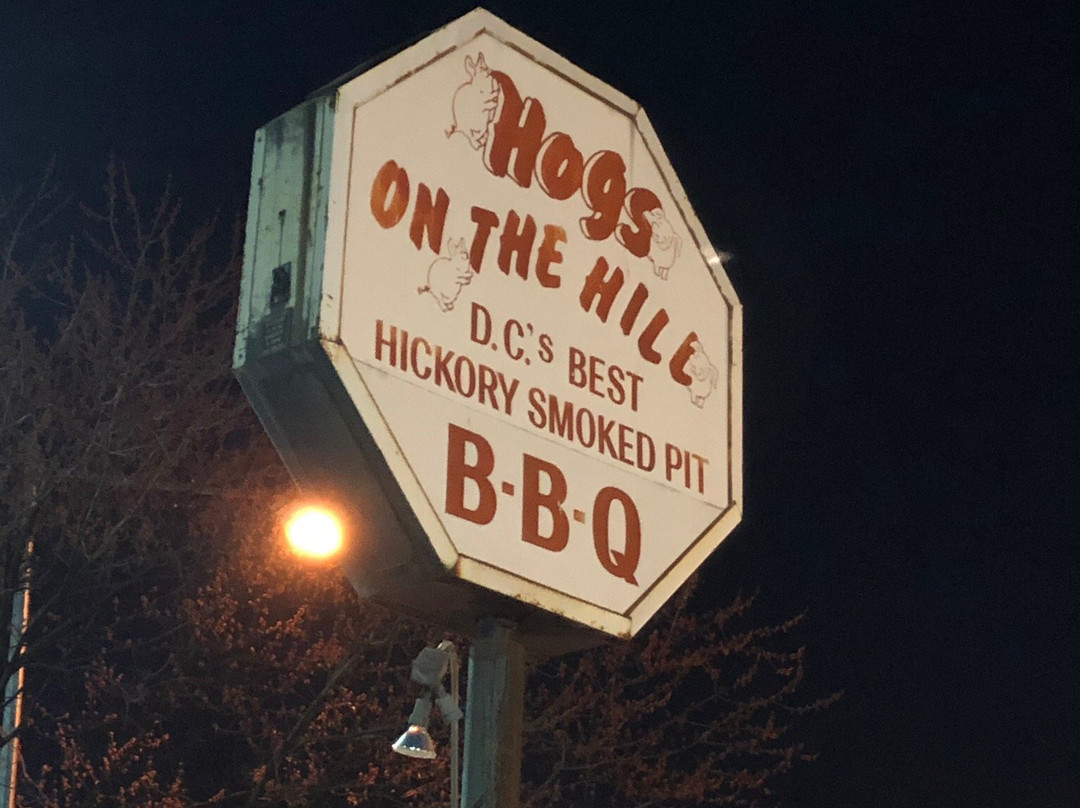 Hogs
ON THE HILL
D.C.'s BEST
HICKORY SMOKED PIT
B-B-Q